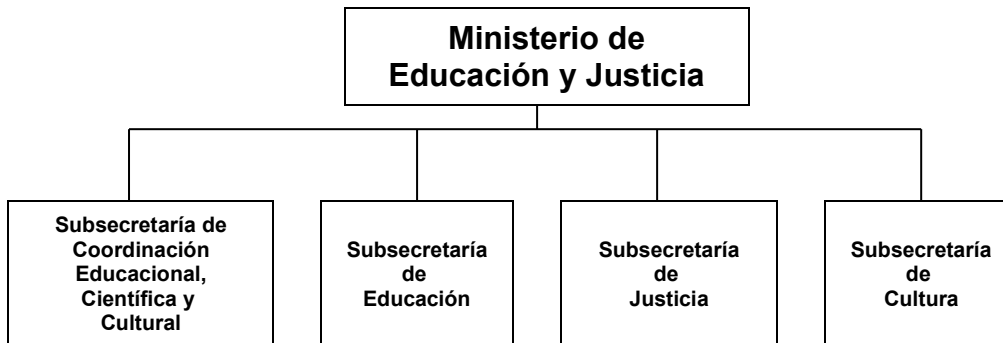 Ministerio de
Educación y Justicia
Subsecretaría de
Coordinación
Educacional,
Científica y
Cultural
Subsecretaría
de
Educación
Subsecretaría
de
Justicia
Subsecretaría
de
Cultura